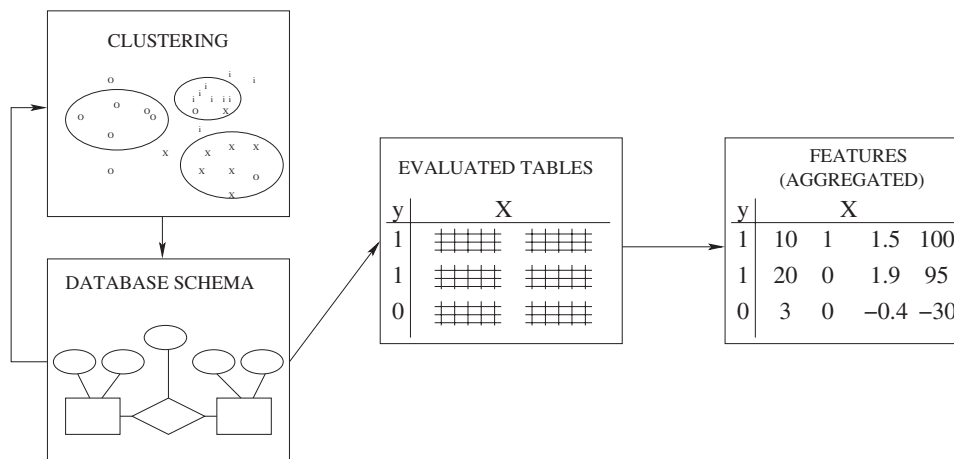 CLUSTERING
o i i
i
o i
i i i i
o o o x
o
o i
x x x x
x x x
o x o
x
DATABASE SCHEMA
EVALUATED TABLES
y X
1
1
0
FEATURES
(AGGREGATED)
y X
1 10 1 1.5 100
1 20 0 1.9 95
0 3 0 −0.4 −30